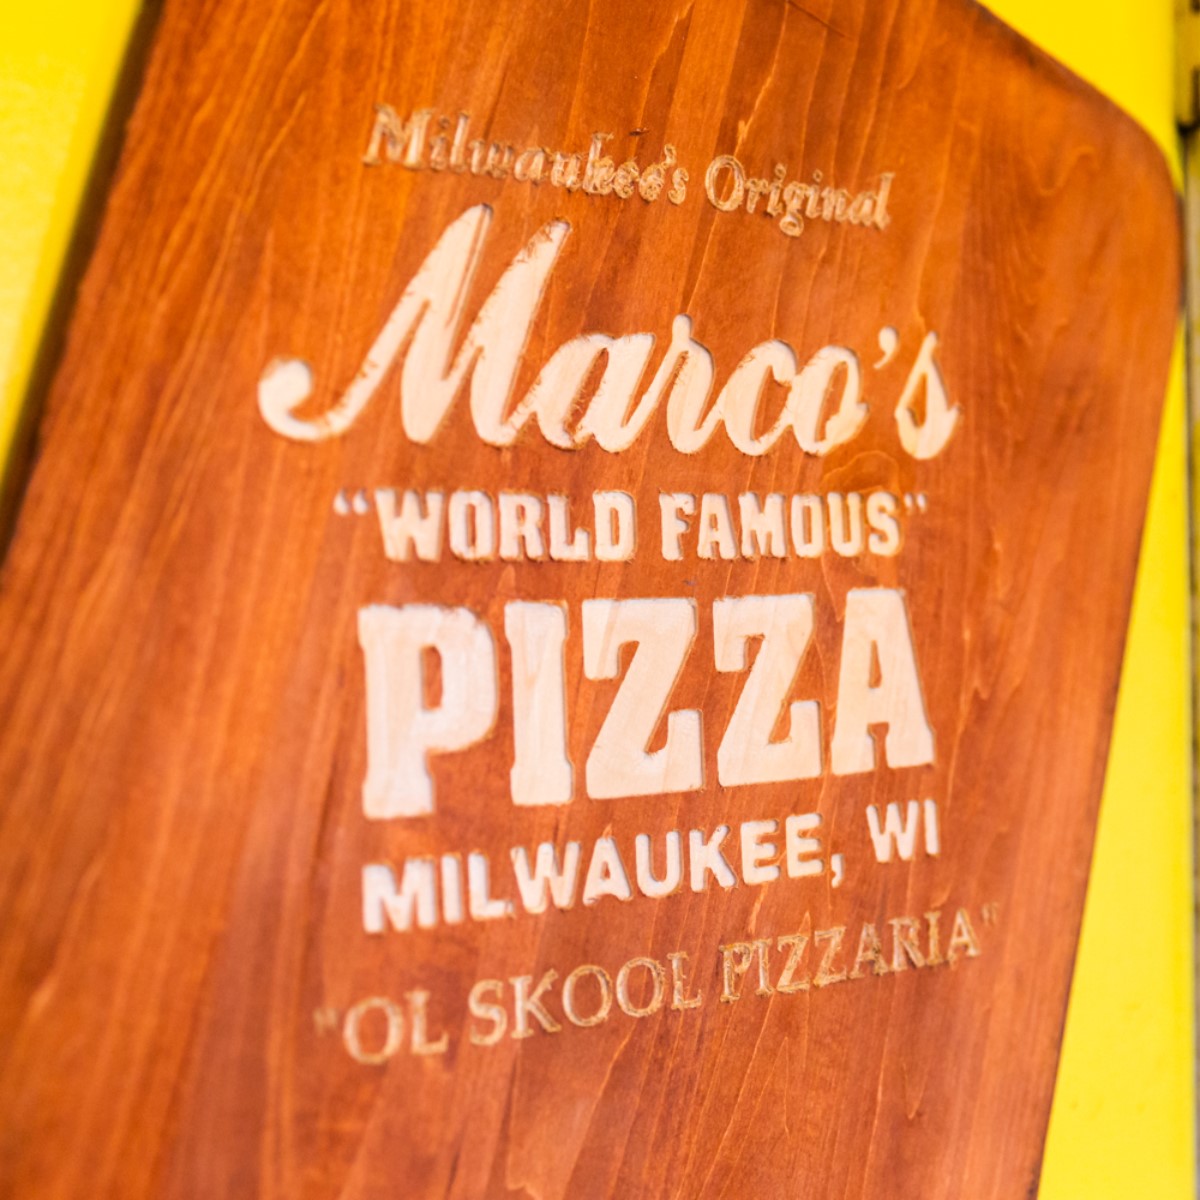 Milwaukee's Original
Marco's
"WORLD FAMOUS"
PIZZA
MILWAUKEE, WI
"OL SKOOL PIZZARIA"